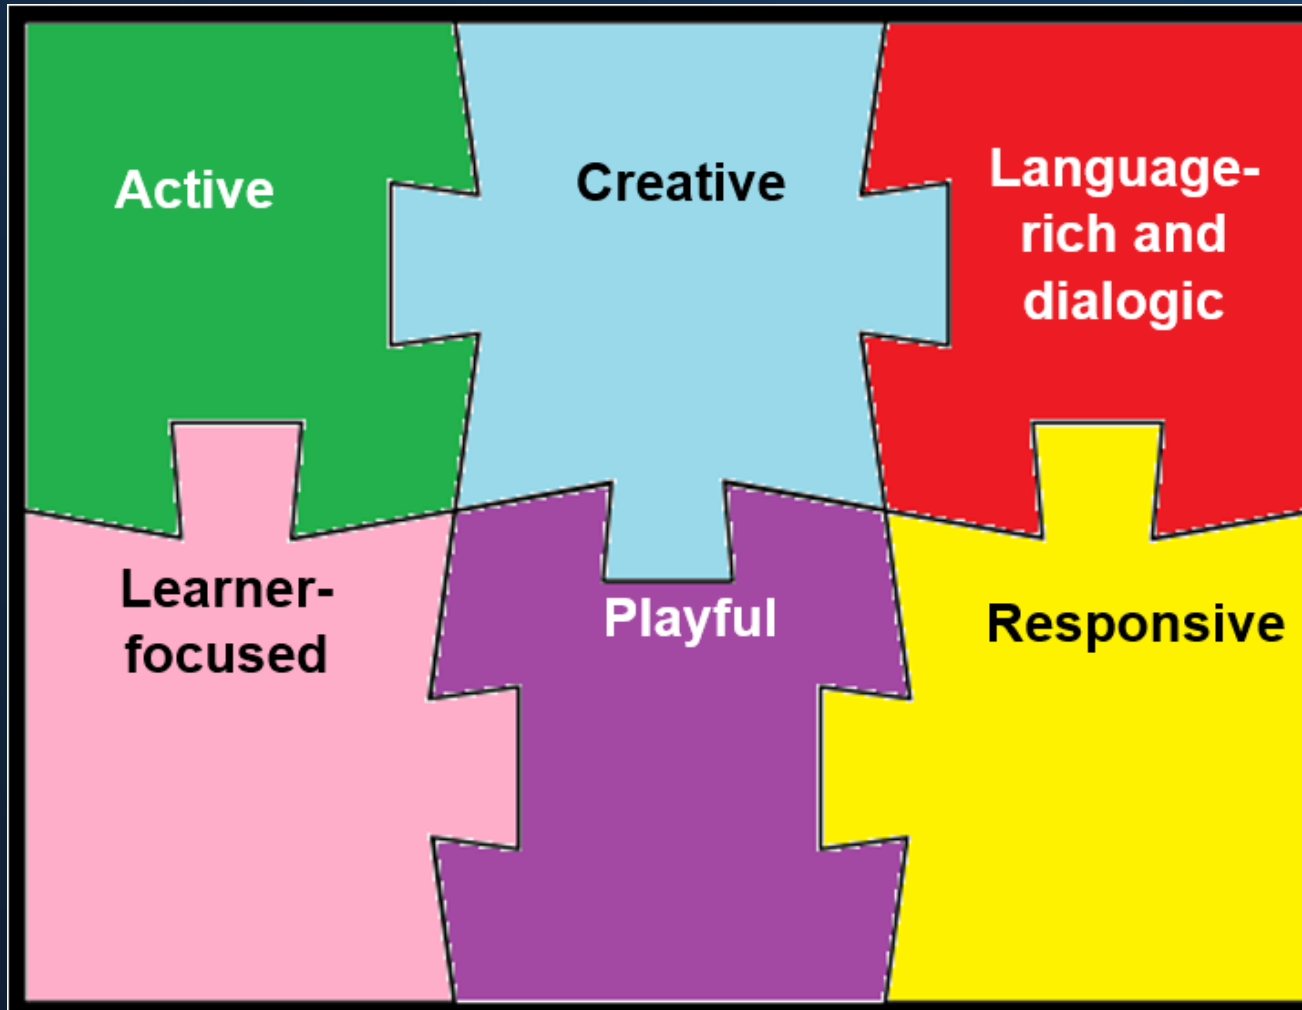 Active
Creative
Language-
rich and
dialogic
Learner-
focused
Playful
Responsive